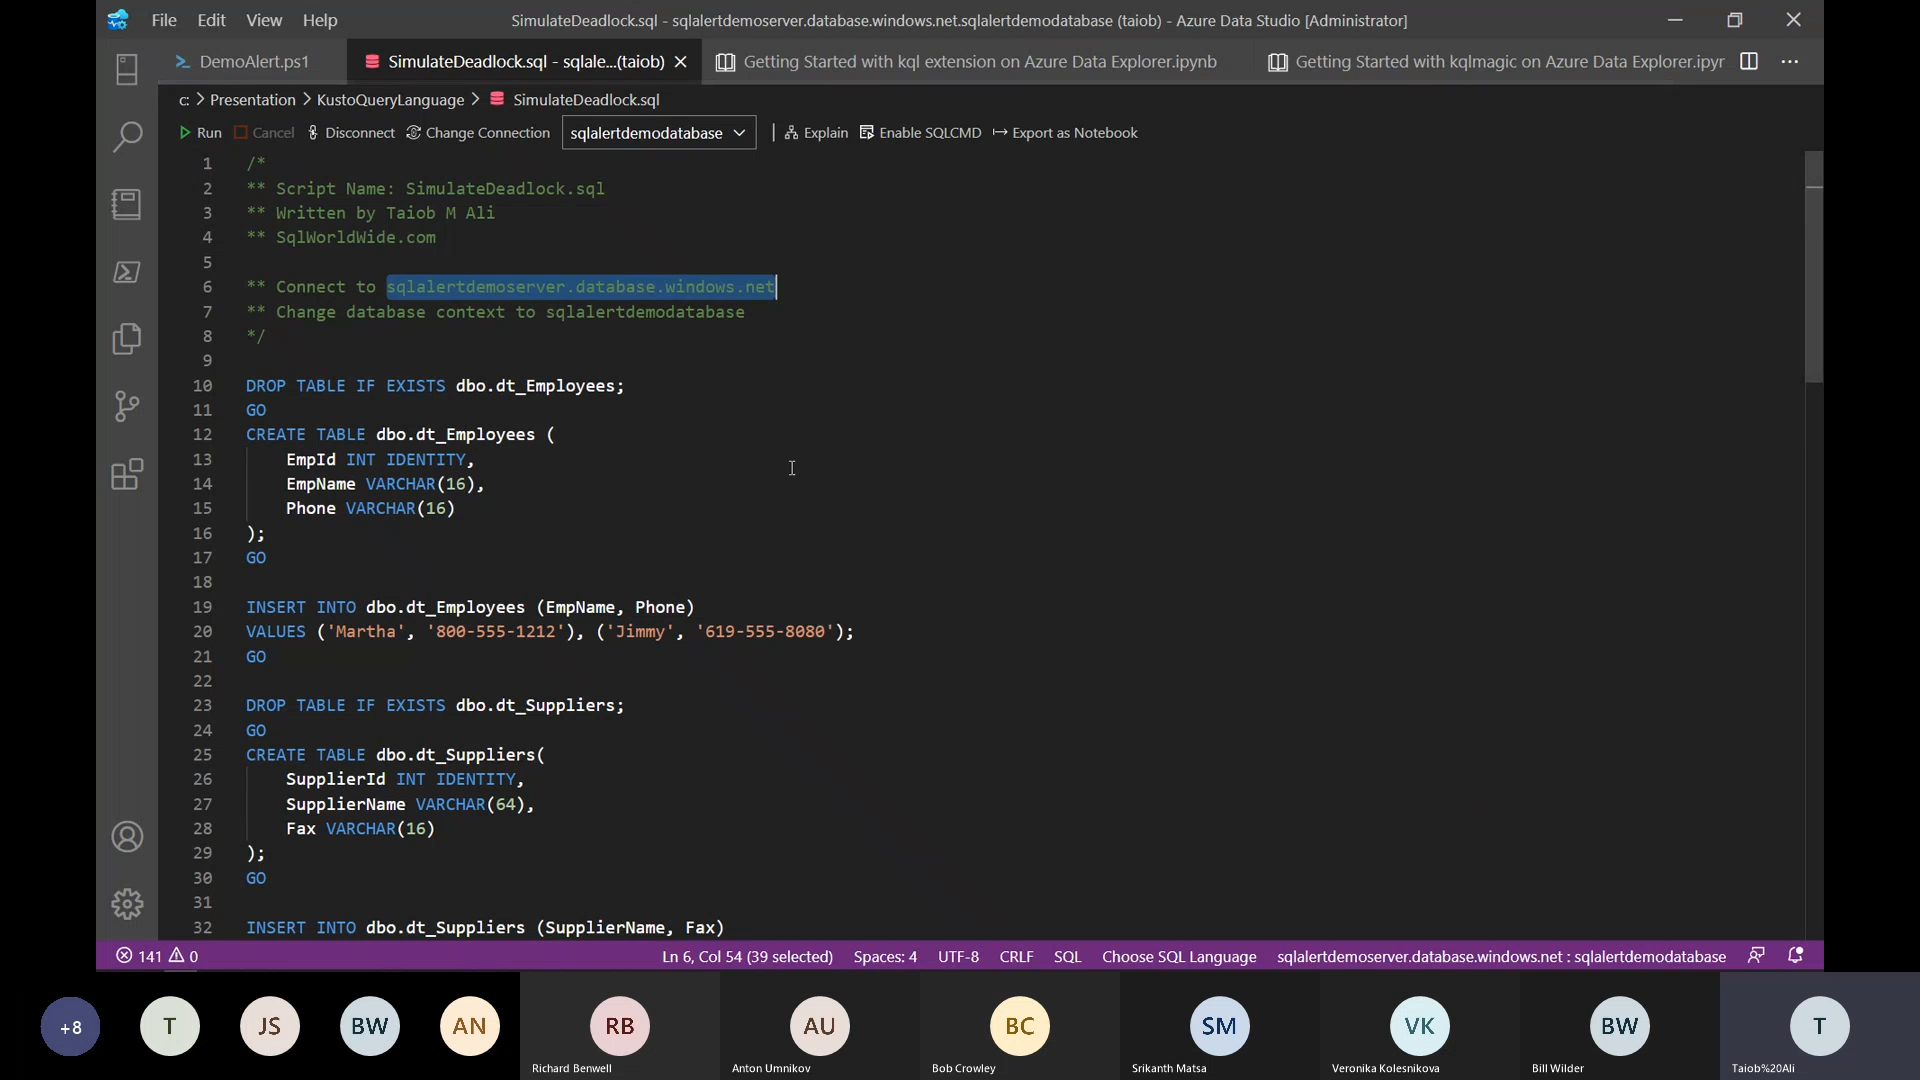 File Edit View Help
SimulateDeadlock.sql - sqlalertdemoserver.database.windows.net.sqlalertdemodatabase (taiob) - Azure Data Studio [Administrator]
DemoAlert.ps1
SimulateDeadlock.sql - sqlale...(taiob)
Getting Started with kql extension on Azure Data Explorer.ipynb
Getting Started with kqlmagic on Azure Data Explorer.ipyr
c: > Presentation > KustoQueryLanguage > SimulateDeadlock.sql
Run Cancel Disconnect Change Connection sqlalertdemodatabase Explain Enable SQLCMD Export as Notebook
1 /*
2 ** Script Name: SimulateDeadlock.sql
3 ** Written by Taiob M Ali
4 ** SqlWorldWide.com
5
6 ** Connect to sqlalertdemoserver.database.windows.net
7 ** Change database context to sqlalertdemodatabase
8 */
9
10 DROP TABLE IF EXISTS dbo.dt_Employees;
11 GO
12 CREATE TABLE dbo.dt_Employees (
13 EmpId INT IDENTITY,
14 EmpName VARCHAR(16),
15 Phone VARCHAR(16)
16 );
17 GO
18
19 INSERT INTO dbo.dt_Employees (EmpName, Phone)
20 VALUES ('Martha', '800-555-1212'), ('Jimmy', '619-555-8080');
21 GO
22
23 DROP TABLE IF EXISTS dbo.dt_Suppliers;
24 GO
25 CREATE TABLE dbo.dt_Suppliers(
26 SupplierId INT IDENTITY,
27 SupplierName VARCHAR(64),
28 Fax VARCHAR(16)
29 );
30 GO
31
32 INSERT INTO dbo.dt_Suppliers (SupplierName, Fax)
141 0 Ln 6, Col 54 (39 selected) Spaces: 4 UTF-8 CRLF SQL Choose SQL Language sqlalertdemoserver.database.windows.net : sqlalertdemodatabase
+8 T JS BW AN RB AU BC SM VK BW T
Richard Benwell Anton Umnikov Bob Crowley Srikanth Matsa Veronika Kolesnikova Bill Wilder Taiob%20Ali